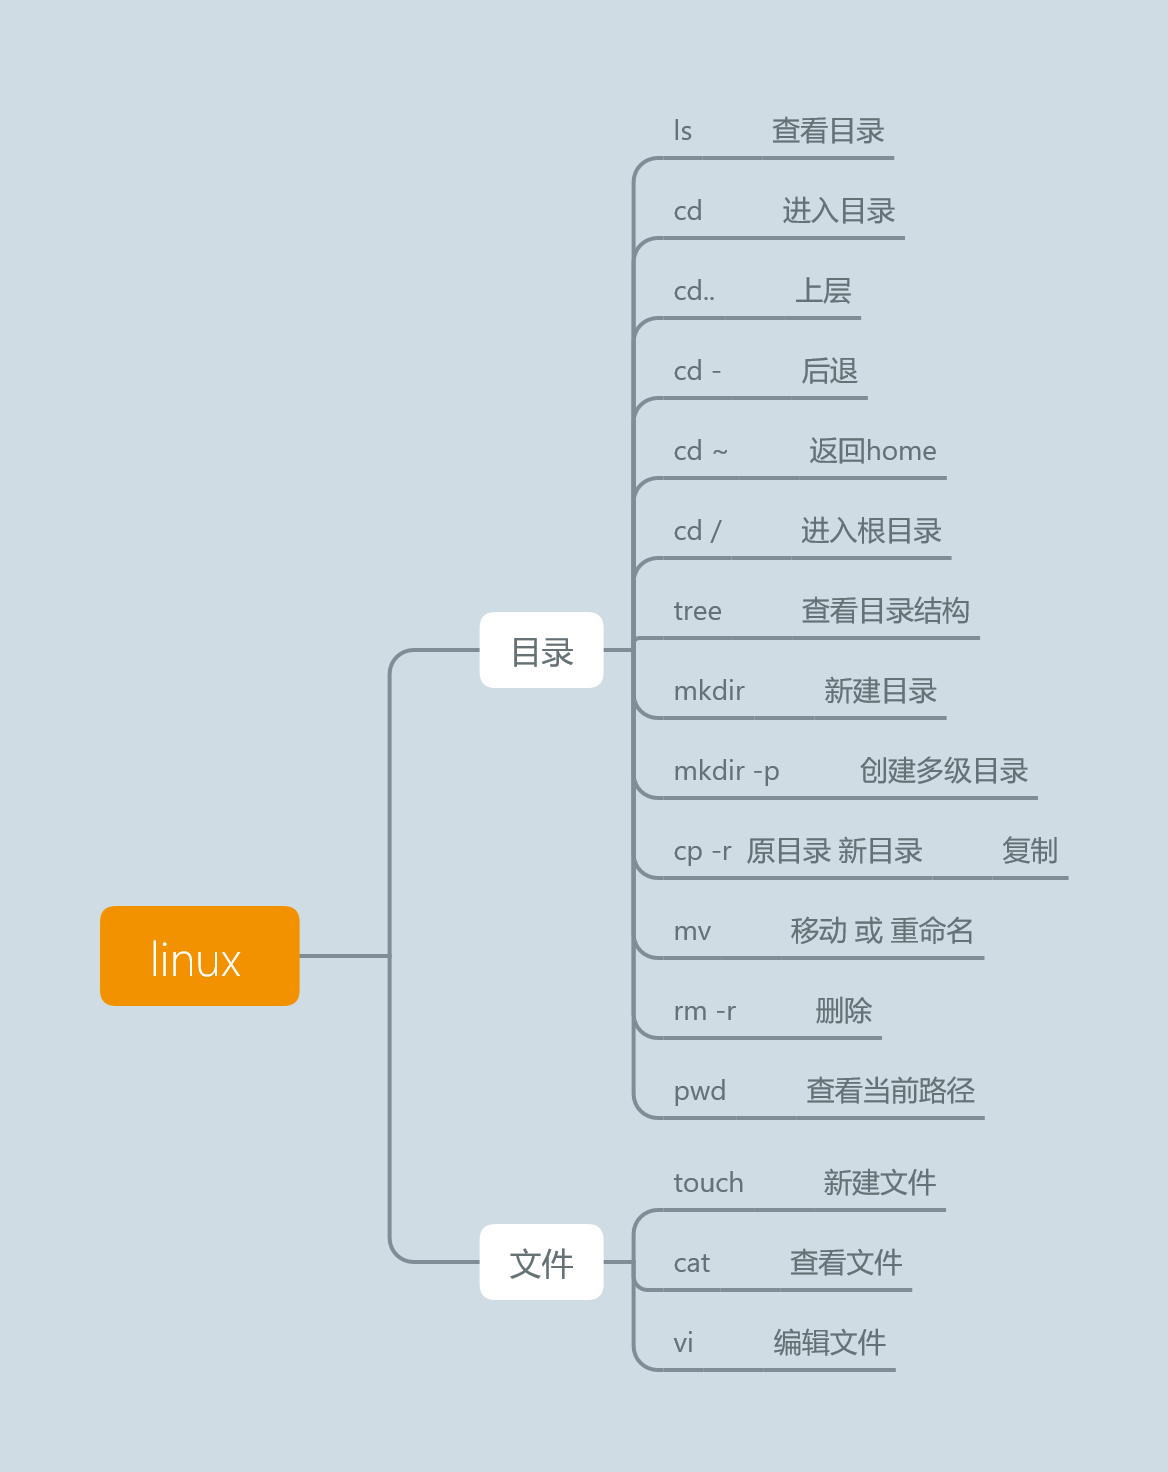 linux
目录
ls 查看目录
cd 进入目录
cd.. 上层
cd - 后退
cd ~ 返回home
cd / 进入根目录
tree 查看目录结构
mkdir 新建目录
mkdir -p 创建多级目录
cp -r 原目录 新目录 复制
mv 移动 或 重命名
rm -r 删除
pwd 查看当前路径
文件
touch 新建文件
cat 查看文件
vi 编辑文件